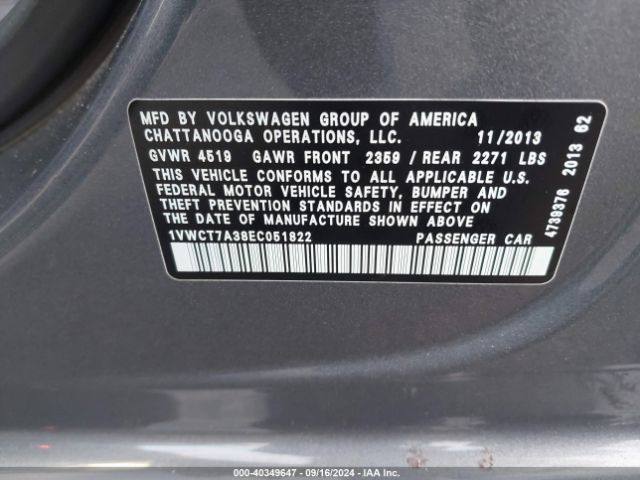 MFD BY VOLKSWAGEN GROUP OF AMERICA
CHATTANOOGA OPERATIONS, LLC. 11/2013
GVWR 4519 GAWR FRONT 2359 / REAR 2271 LBS
THIS VEHICLE CONFORMS TO ALL APPLICABLE U.S.
FEDERAL MOTOR VEHICLE SAFETY, BUMPER AND
THEFT PREVENTION STANDARDS IN EFFECT ON
THE DATE OF MANUFACTURE SHOWN ABOVE
1VWCT7A38EC051822 PASSENGER CAR
4739376 2013 62
000-40349647 - 09/16/2024 - IAA Inc.